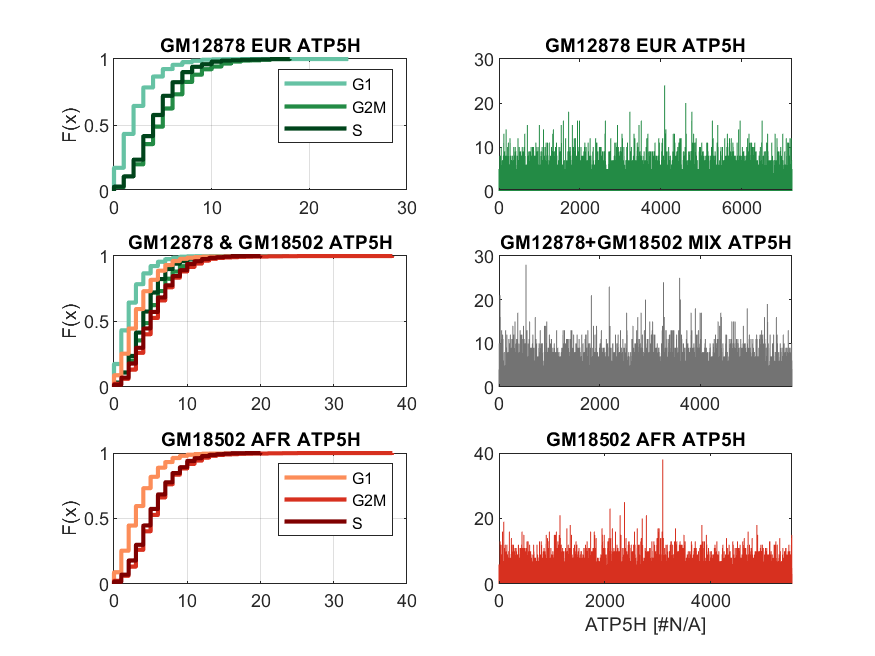 GM12878 EUR ATP5H
F(x)
1
0.5
0
0 10 20 30
G1
G2M
S
GM12878 EUR ATP5H
30
20
10
0
0 2000 4000 6000
GM12878 & GM18502 ATP5H
F(x)
1
0.5
0
0 10 20 30 40
GM12878+GM18502 MIX ATP5H
30
20
10
0
0 2000 4000
GM18502 AFR ATP5H
F(x)
1
0.5
0
0 10 20 30 40
G1
G2M
S
GM18502 AFR ATP5H
40
20
0
0 2000 4000
ATP5H [#N/A]